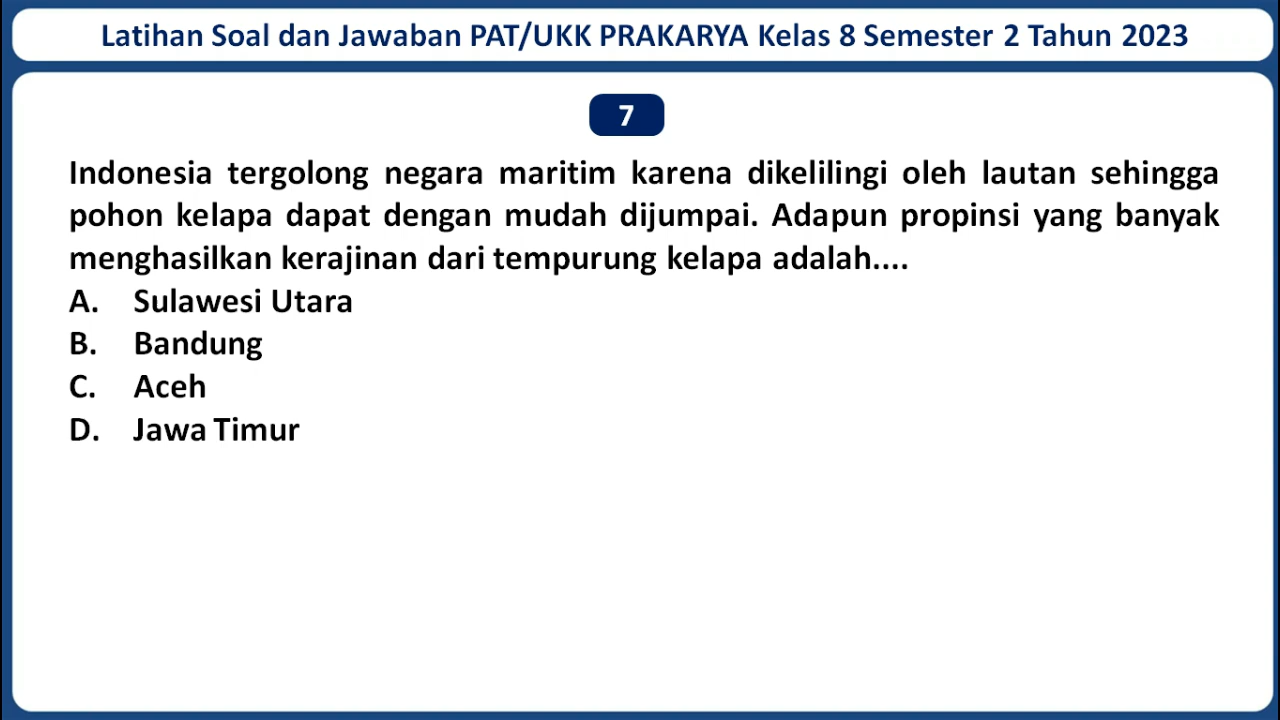 Latihan Soal dan Jawaban PAT/UKK PRAKARYA Kelas 8 Semester 2 Tahun 2023
7
Indonesia tergolong negara maritim karena dikelilingi oleh lautan sehingga
pohon kelapa dapat dengan mudah dijumpai. Adapun propinsi yang banyak
menghasilkan kerajinan dari tempurung kelapa adalah....
A. Sulawesi Utara
B. Bandung
C. Aceh
D. Jawa Timur